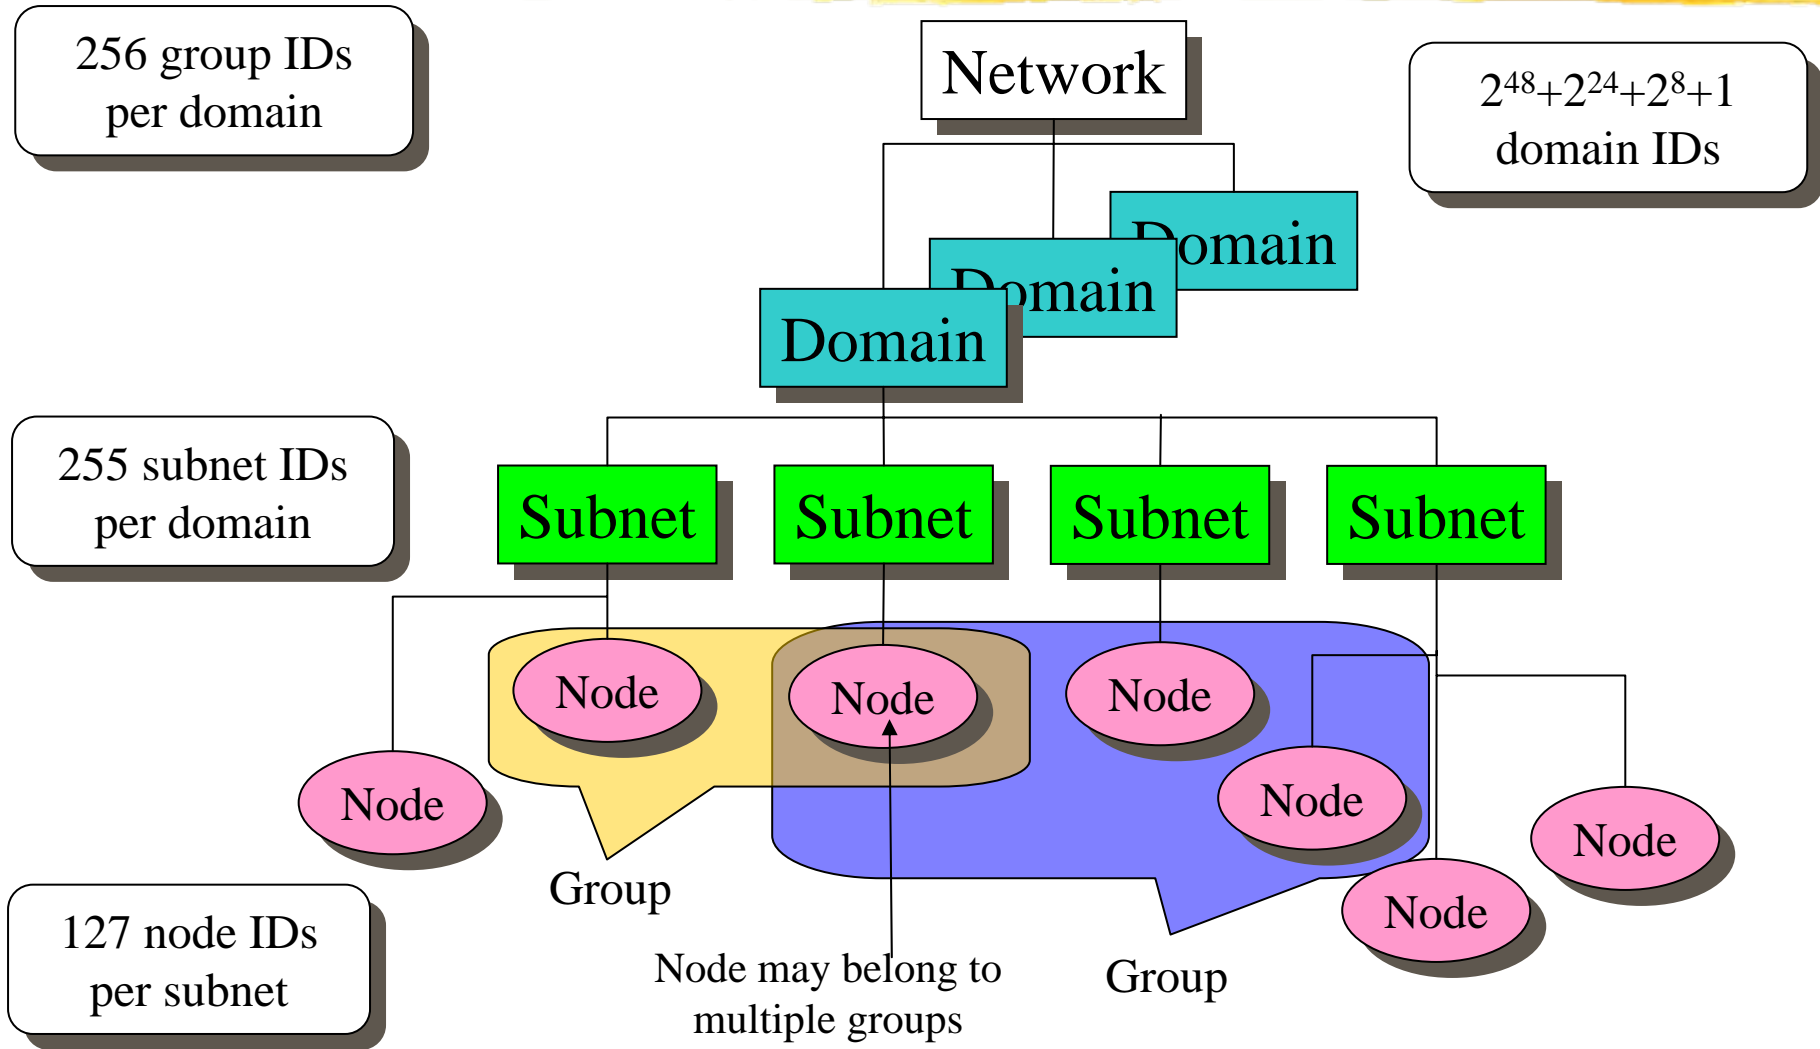 256 group IDs
per domain
Network
2⁴⁸+2²⁴+2⁸+1
domain IDs
Domain
Domain
Domain
255 subnet IDs
per domain
Subnet
Subnet
Subnet
Subnet
Node
Node
Node
Node
Node
Node
Node
Group
127 node IDs
per subnet
Node may belong to
multiple groups
Group